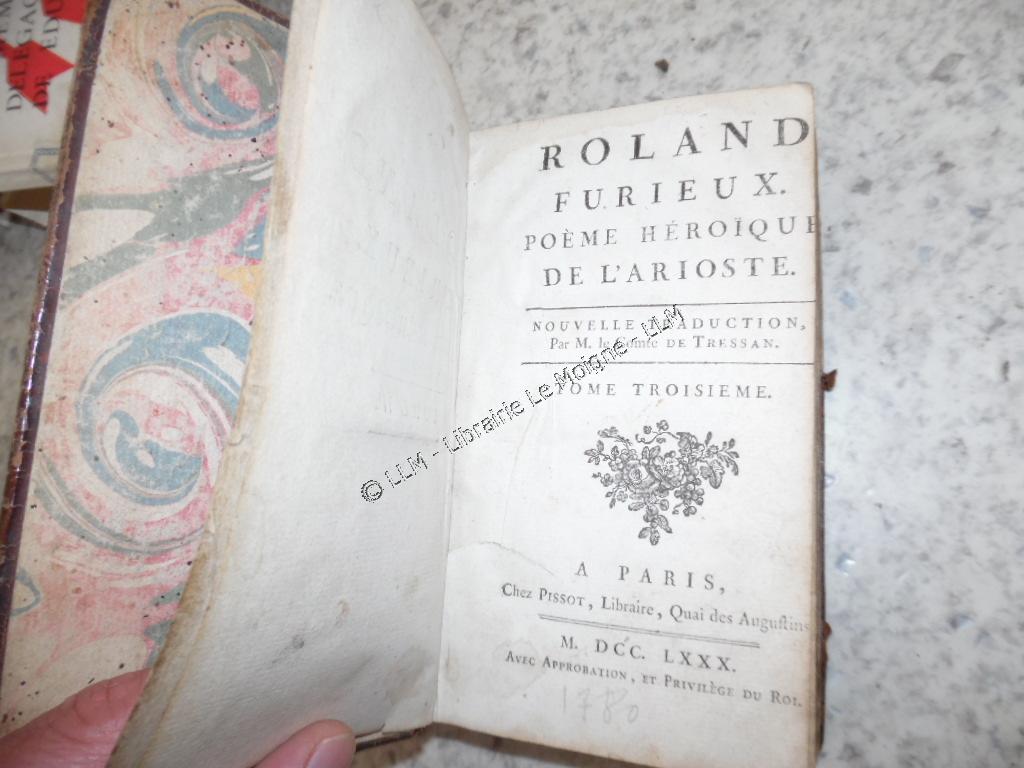 ROLAND
FURIEUX.
POÈME HÉROÏQUE.
DE L'ARIOSTE.
NOUVELLE TRADUCTION,
Par M. le Comte DE TRESSAN.
TOME TROISIEME.
A PARIS,
Chez PISSOT, Libraire, Quai des Auguſtins
M. DCC. LXXX.
AVEC APPROBATION, ET PRIVILÈGE DU ROI.
1780
© LLM - Librairie Le Moigne - LLM